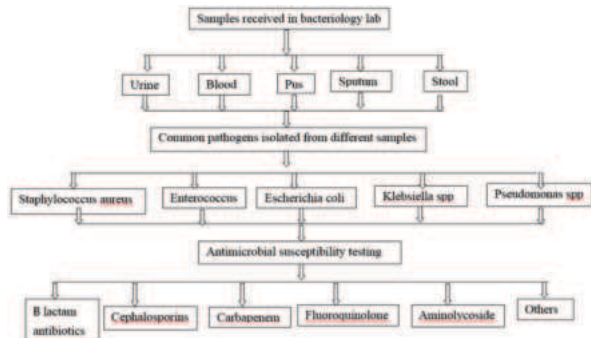 Samples received in bacteriology lab
Urine
Blood
Pus
Sputum
Stool
Common pathogens isolated from different samples
Staphylococcus aureus
Enterococcus
Escherichia coli
Klebsiella spp
Pseudomonas spp
Antimicrobial susceptibility testing
B lactam
antibiotics
Cephalosporins
Carbapenem
Fluoroquinolone
Aminolycoside
Others